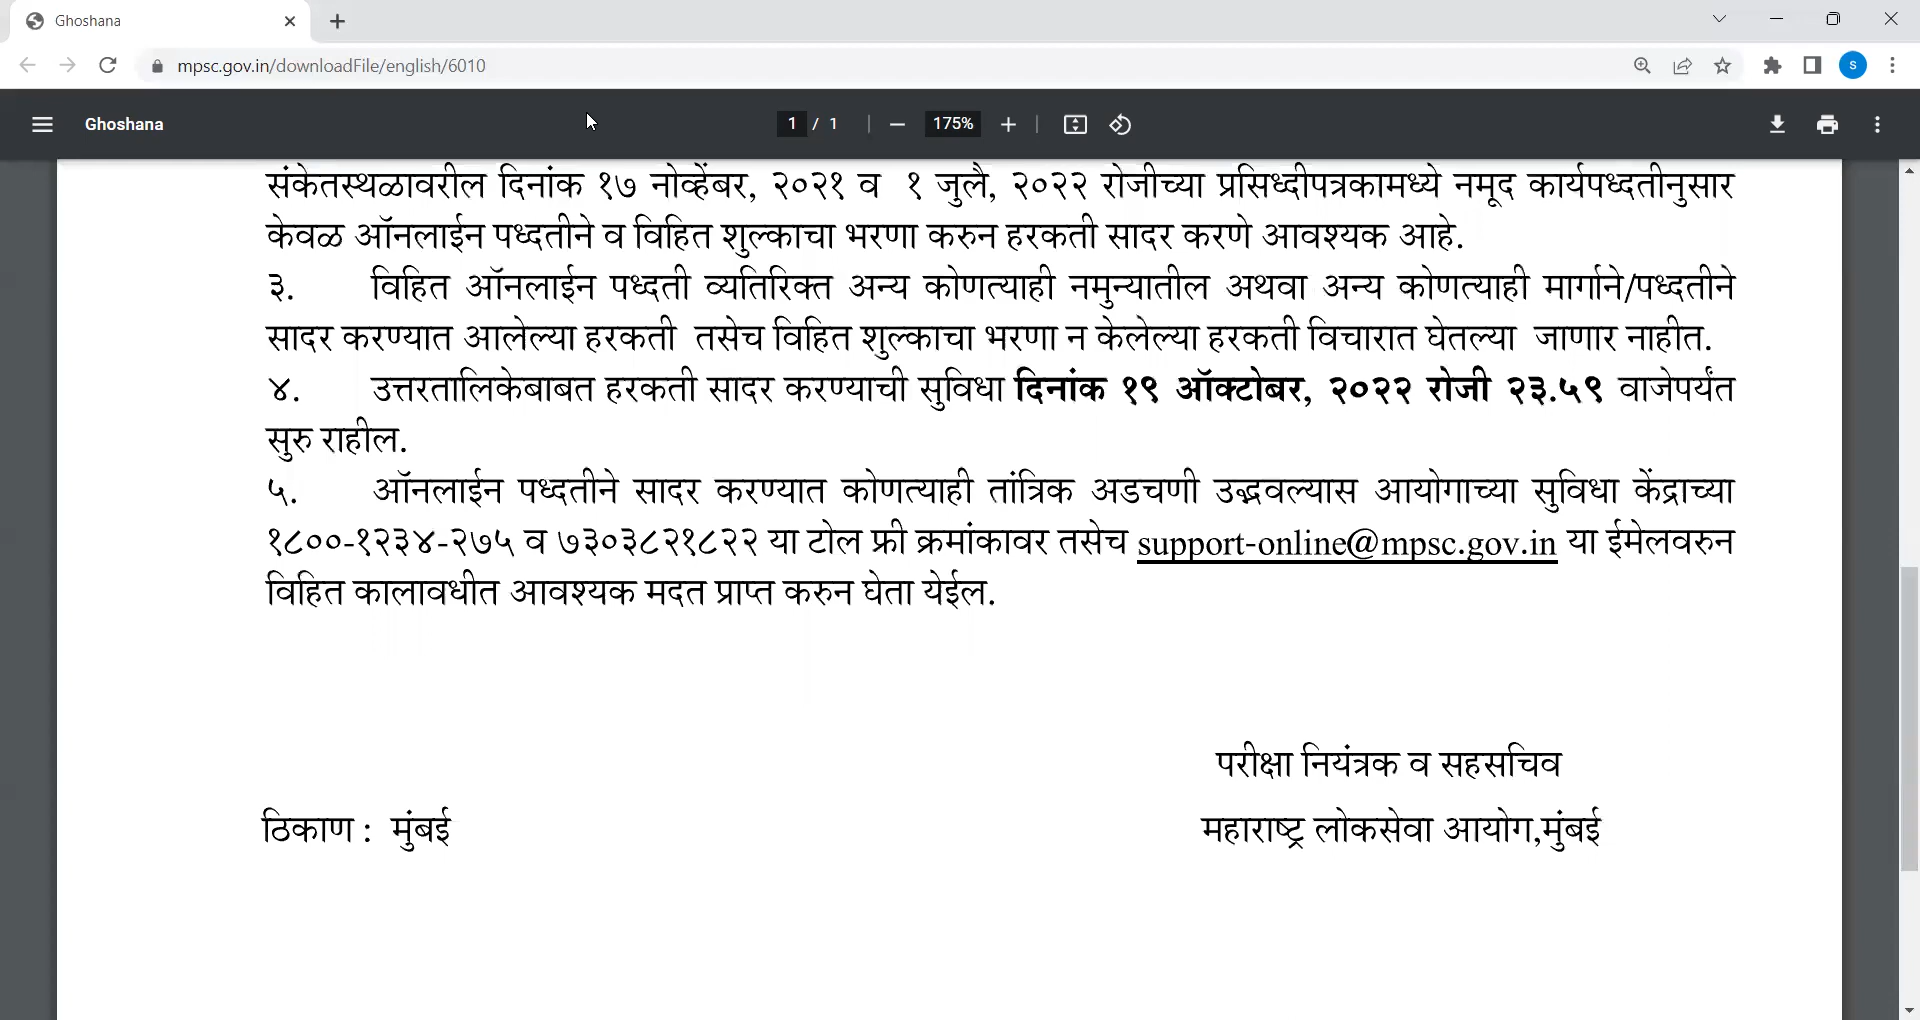 Ghoshana
mpsc.gov.in/downloadFile/english/6010
S
Ghoshana
1 / 1
175%
संकेतस्थळावरील दिनांक १७ नोव्हेंबर, २०२१ व १ जुलै, २०२२ रोजीच्या प्रसिध्दीपत्रकामध्ये नमूद कार्यपध्दतीनुसार
केवळ ऑनलाईन पध्दतीने व विहित शुल्काचा भरणा करुन हरकती सादर करणे आवश्यक आहे.
३. विहित ऑनलाईन पध्दती व्यतिरिक्त अन्य कोणत्याही नमुन्यातील अथवा अन्य कोणत्याही मार्गाने/पध्दतीने
सादर करण्यात आलेल्या हरकती तसेच विहित शुल्काचा भरणा न केलेल्या हरकती विचारात घेतल्या जाणार नाहीत.
४. उत्तरतालिकेबाबत हरकती सादर करण्याची सुविधा दिनांक १९ ऑक्टोबर, २०२२ रोजी २३.५९ वाजेपर्यंत
सुरु राहील.
५. ऑनलाईन पध्दतीने सादर करण्यात कोणत्याही तांत्रिक अडचणी उद्भवल्यास आयोगाच्या सुविधा केंद्राच्या
१८००-१२३४-२७५ व ७३०३८२१८२२ या टोल फ्री क्रमांकावर तसेच support-online@mpsc.gov.in या ईमेलवरुन
विहित कालावधीत आवश्यक मदत प्राप्त करुन घेता येईल.
परीक्षा नियंत्रक व सहसचिव
ठिकाण : मुंबई
महाराष्ट्र लोकसेवा आयोग,मुंबई